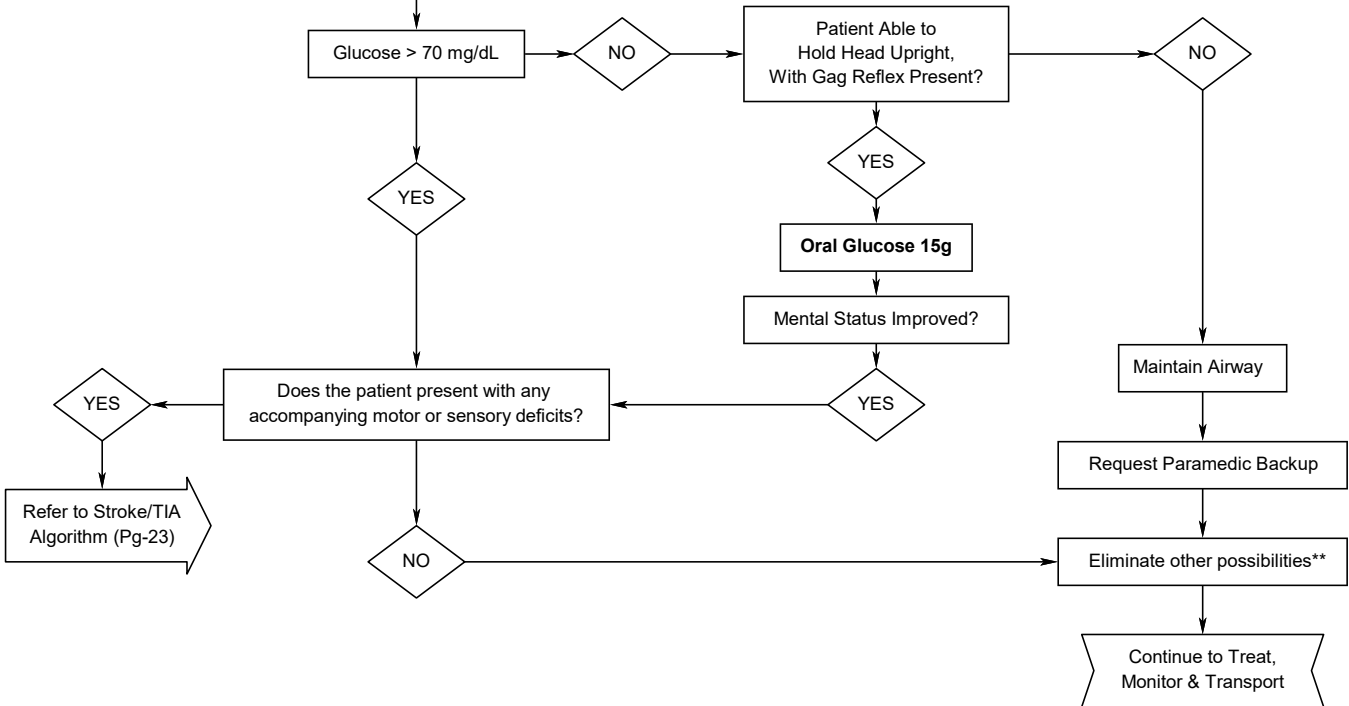 Glucose > 70 mg/dL
NO
Patient Able to
Hold Head Upright,
With Gag Reflex Present?
NO
YES
YES
Oral Glucose 15g
Mental Status Improved?
Maintain Airway
YES
Does the patient present with any
accompanying motor or sensory deficits?
YES
Request Paramedic Backup
Refer to Stroke/TIA
Algorithm (Pg-23)
NO
Eliminate other possibilities**
Continue to Treat,
Monitor & Transport